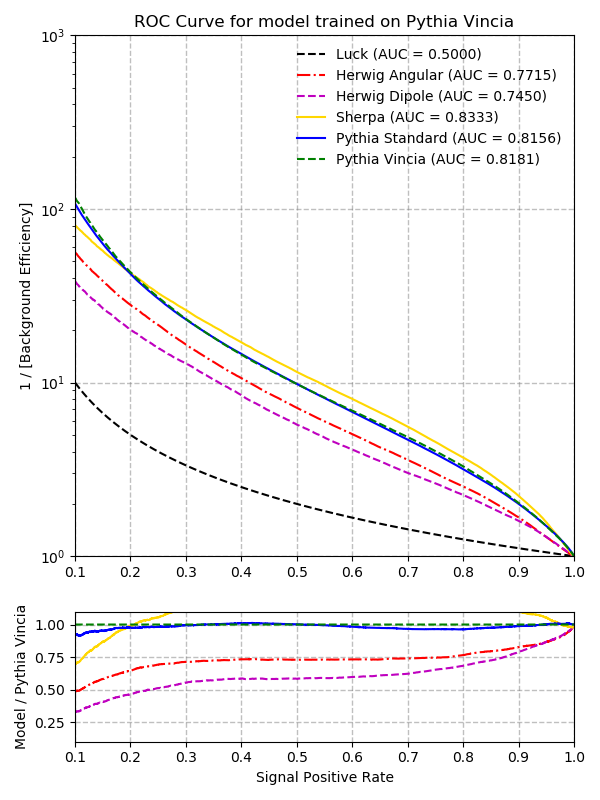 ROC Curve for model trained on Pythia Vincia
10³
Luck (AUC = 0.5000)
Herwig Angular (AUC = 0.7715)
Herwig Dipole (AUC = 0.7450)
Sherpa (AUC = 0.8333)
Pythia Standard (AUC = 0.8156)
Pythia Vincia (AUC = 0.8181)
10²
1 / [Background Efficiency]
10¹
10⁰
0.1 0.2 0.3 0.4 0.5 0.6 0.7 0.8 0.9 1.0
Model / Pythia Vincia
1.00
0.75
0.50
0.25
0.1 0.2 0.3 0.4 0.5 0.6 0.7 0.8 0.9 1.0
Signal Positive Rate